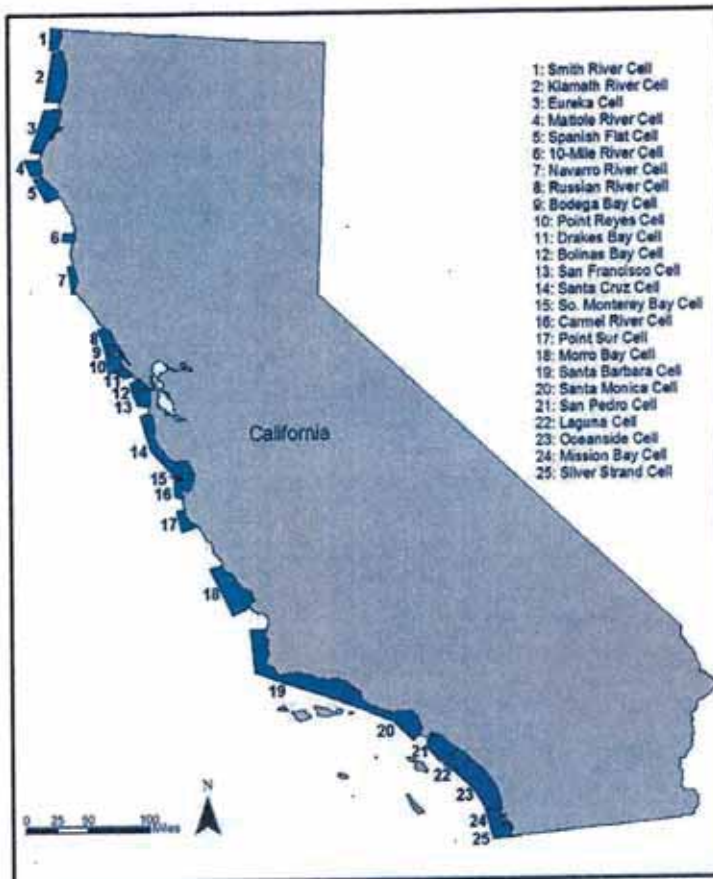 1: Smith River Cell
2: Klamath River Cell
3: Eureka Cell
4: Mattole River Cell
5: Spanish Flat Cell
6: 10-Mile River Cell
7: Navarro River Cell
8: Russian River Cell
9: Bodega Bay Cell
10: Point Reyes Cell
11: Drakes Bay Cell
12: Bolinas Bay Cell
13: San Francisco Cell
14: Santa Cruz Cell
15: So. Monterey Bay Cell
16: Carmel River Cell
17: Point Sur Cell
18: Morro Bay Cell
19: Santa Barbara Cell
20: Santa Monica Cell
21: San Pedro Cell
22: Laguna Cell
23: Oceanside Cell
24: Mission Bay Cell
25: Silver Strand Cell
1
2
3
4
5
6
7
8
9
10
11
12
13
California
14
15
16
17
18
19
20
21
22
23
24
25
N
0 25 50 100
Miles